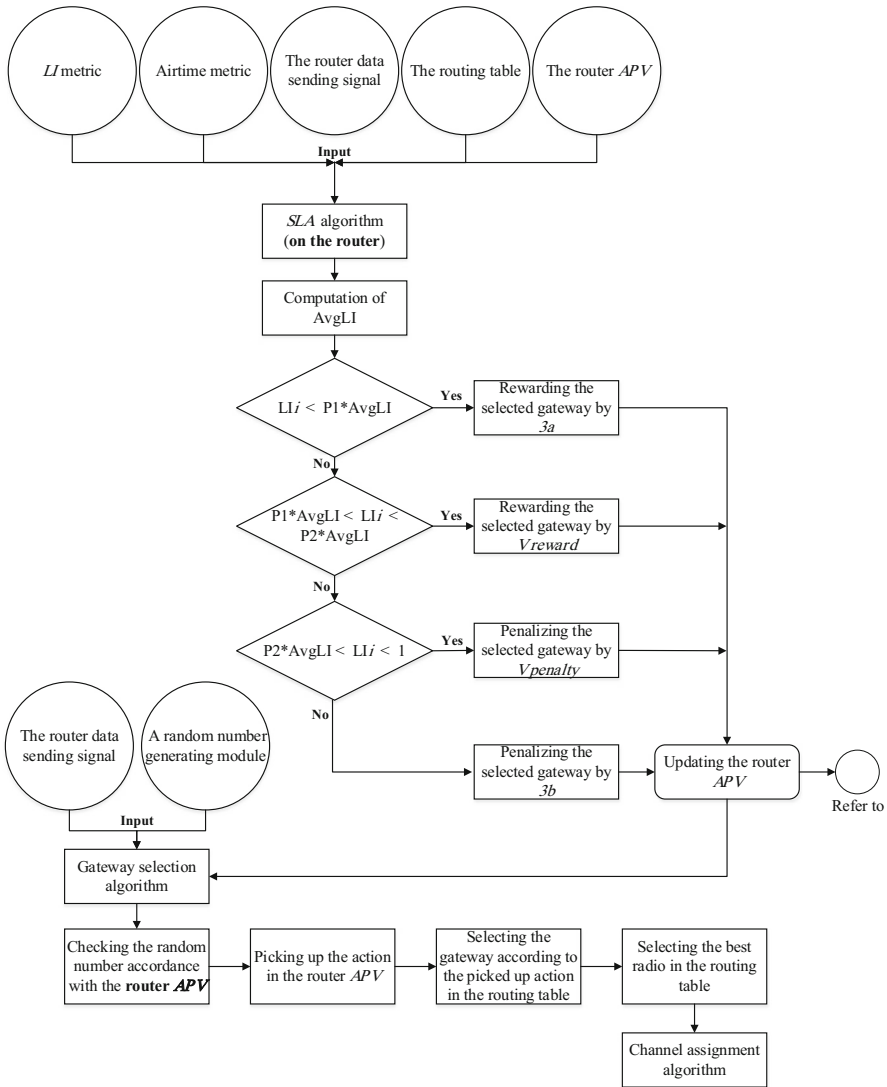 LI metric
Airtime metric
The router data
sending signal
The routing table
The router APV
Input
SLA algorithm
(on the router)
Computation of
AvgLI
LIi < P1*AvgLI
Yes
Rewarding the
selected gateway by
3a
No
P1*AvgLI < LIi <
P2*AvgLI
Yes
Rewarding the
selected gateway by
Vreward
No
P2*AvgLI < LIi < 1
Yes
Penalizing the
selected gateway by
Vpenalty
No
The router data
sending signal
A random number
generating module
Penalizing the
selected gateway by 3b
Updating the router
APV
Refer to
Input
Gateway selection
algorithm
Checking the random
number accordance
with the router APV
Picking up the action
in the router APV
Selecting the
gateway according to
the picked up action
in the routing table
Selecting the best
radio in the routing
table
Channel assignment
algorithm